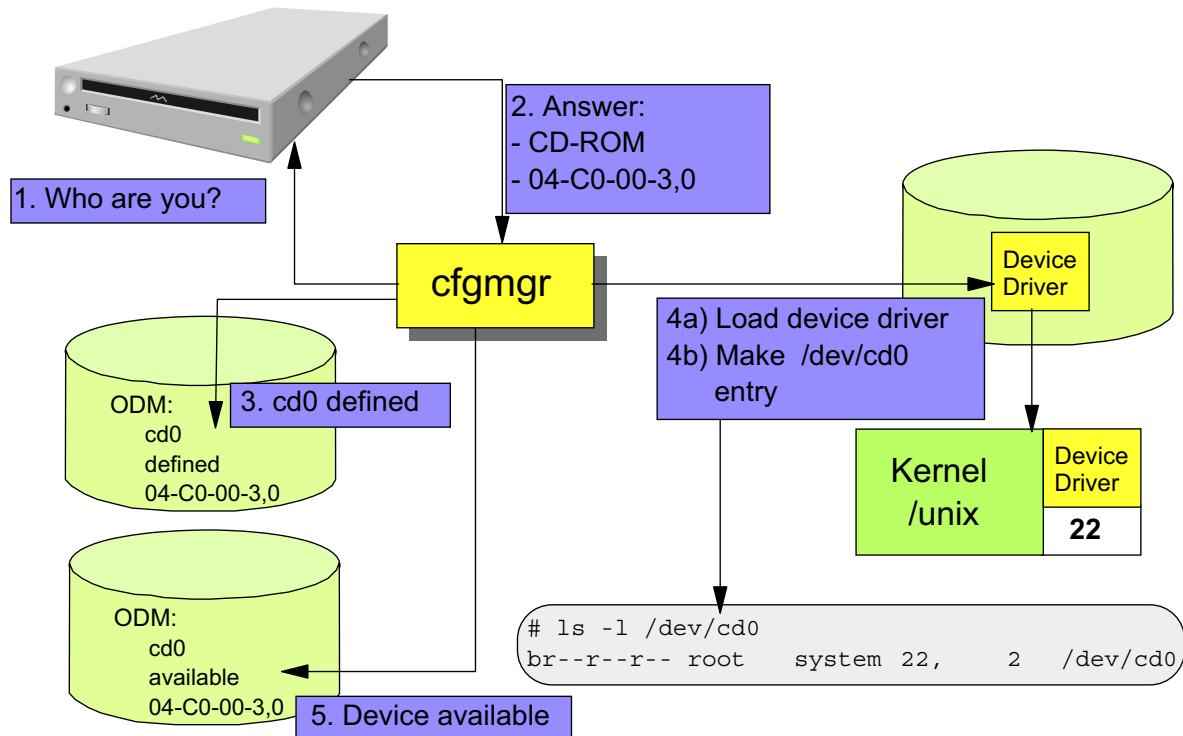 1. Who are you?
2. Answer:
- CD-ROM
- 04-C0-00-3,0
cfgmgr
Device
Driver
4a) Load device driver
4b) Make /dev/cd0
entry
3. cd0 defined
ODM:
cd0
defined
04-C0-00-3,0
Kernel
/unix
Device
Driver
22
ODM:
cd0
available
04-C0-00-3,0
5. Device available
# ls -l /dev/cd0
br--r--r-- root system 22, 2 /dev/cd0